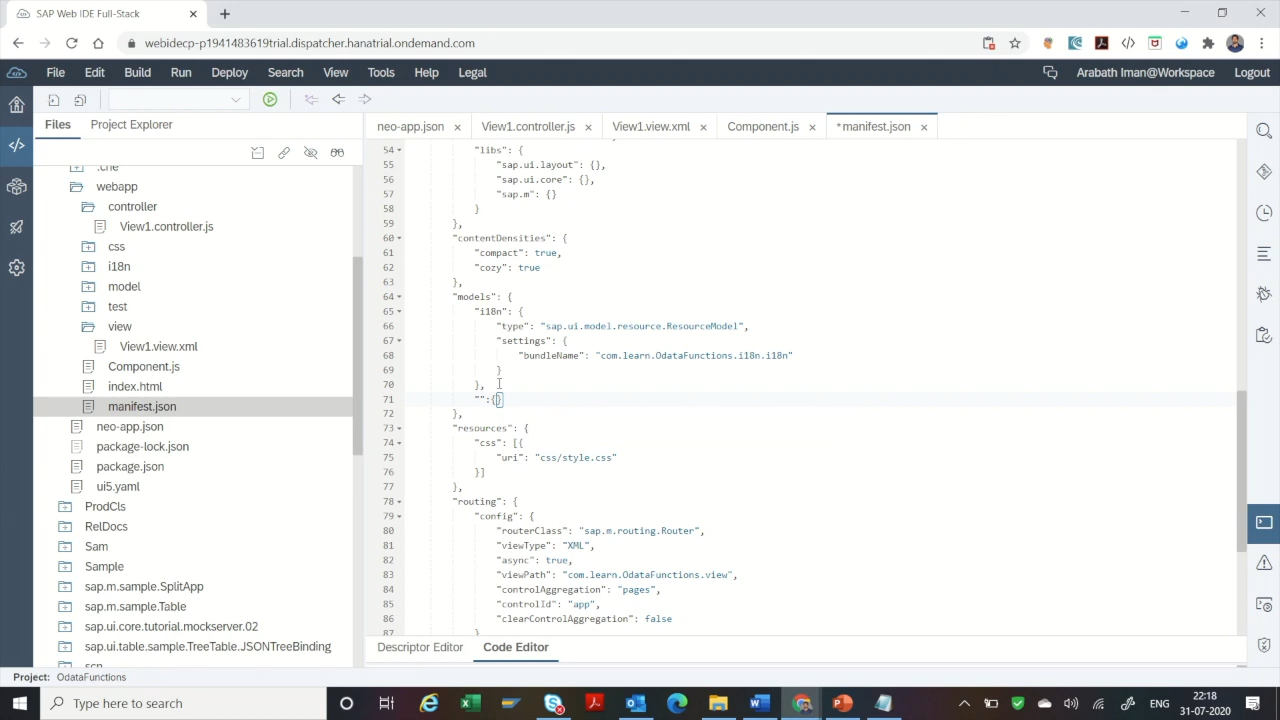 SAP Web IDE Full-Stack
webidecp-p1941483619trial.dispatcher.hanatrial.ondemand.com
File Edit Build Run Deploy Search View Tools Help Legal Arabath Iman@Workspace Logout
Files Project Explorer
neo-app.json View1.controller.js View1.view.xml Component.js *manifest.json
.che
webapp
controller
View1.controller.js
css
i18n
model
test
view
View1.view.xml
Component.js
index.html
manifest.json
neo-app.json
package-lock.json
package.json
ui5.yaml
ProdCls
RelDocs
Sam
Sample
sap.m.sample.SplitApp
sap.m.sample.Table
sap.ui.core.tutorial.mockserver.02
sap.ui.table.sample.TreeTable.JSONTreeBinding
scn
54 "libs": {
55 "sap.ui.layout": {},
56 "sap.ui.core": {},
57 "sap.m": {}
58 }
59 },
60 "contentDensities": {
61 "compact": true,
62 "cozy": true
63 },
64 "models": {
65 "i18n": {
66 "type": "sap.ui.model.resource.ResourceModel",
67 "settings": {
68 "bundleName": "com.learn.OdataFunctions.i18n.i18n"
69 }
70 },
71 "":{}
72 },
73 "resources": {
74 "css": [{
75 "uri": "css/style.css"
76 }]
77 },
78 "routing": {
79 "config": {
80 "routerClass": "sap.m.routing.Router",
81 "viewType": "XML",
82 "async": true,
83 "viewPath": "com.learn.OdataFunctions.view",
84 "controlAggregation": "pages",
85 "controlId": "app",
86 "clearControlAggregation": false
87 }
Descriptor Editor Code Editor
Project: OdataFunctions
Type here to search
ENG
22:18
31-07-2020